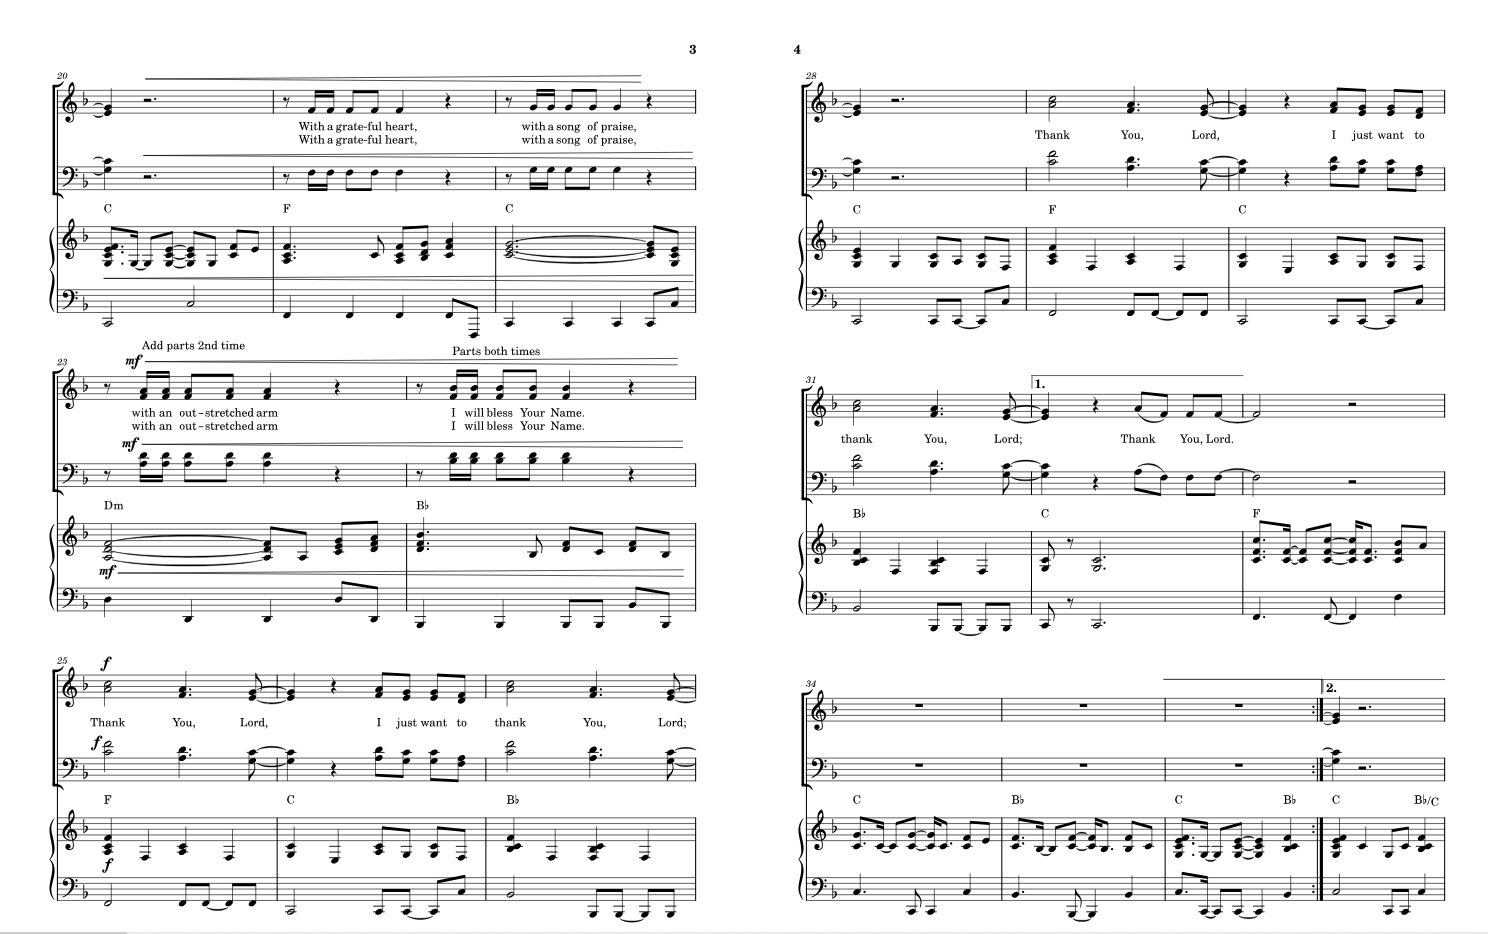 3
20
With a grate-ful heart, with a song of praise,
With a grate-ful heart, with a song of praise,
C F C
23
mf Add parts 2nd time Parts both times
with an out-stretched arm I will bless Your Name.
with an out-stretched arm I will bless Your Name.
mf
Dm B♭
mf
25
f
Thank You, Lord, I just want to thank You, Lord;
f
F C B♭
f
4
28
Thank You, Lord, I just want to
C F C
31
1.
thank You, Lord; Thank You, Lord.
B♭ C F
34
2.
C B♭ C B♭ C B♭/C